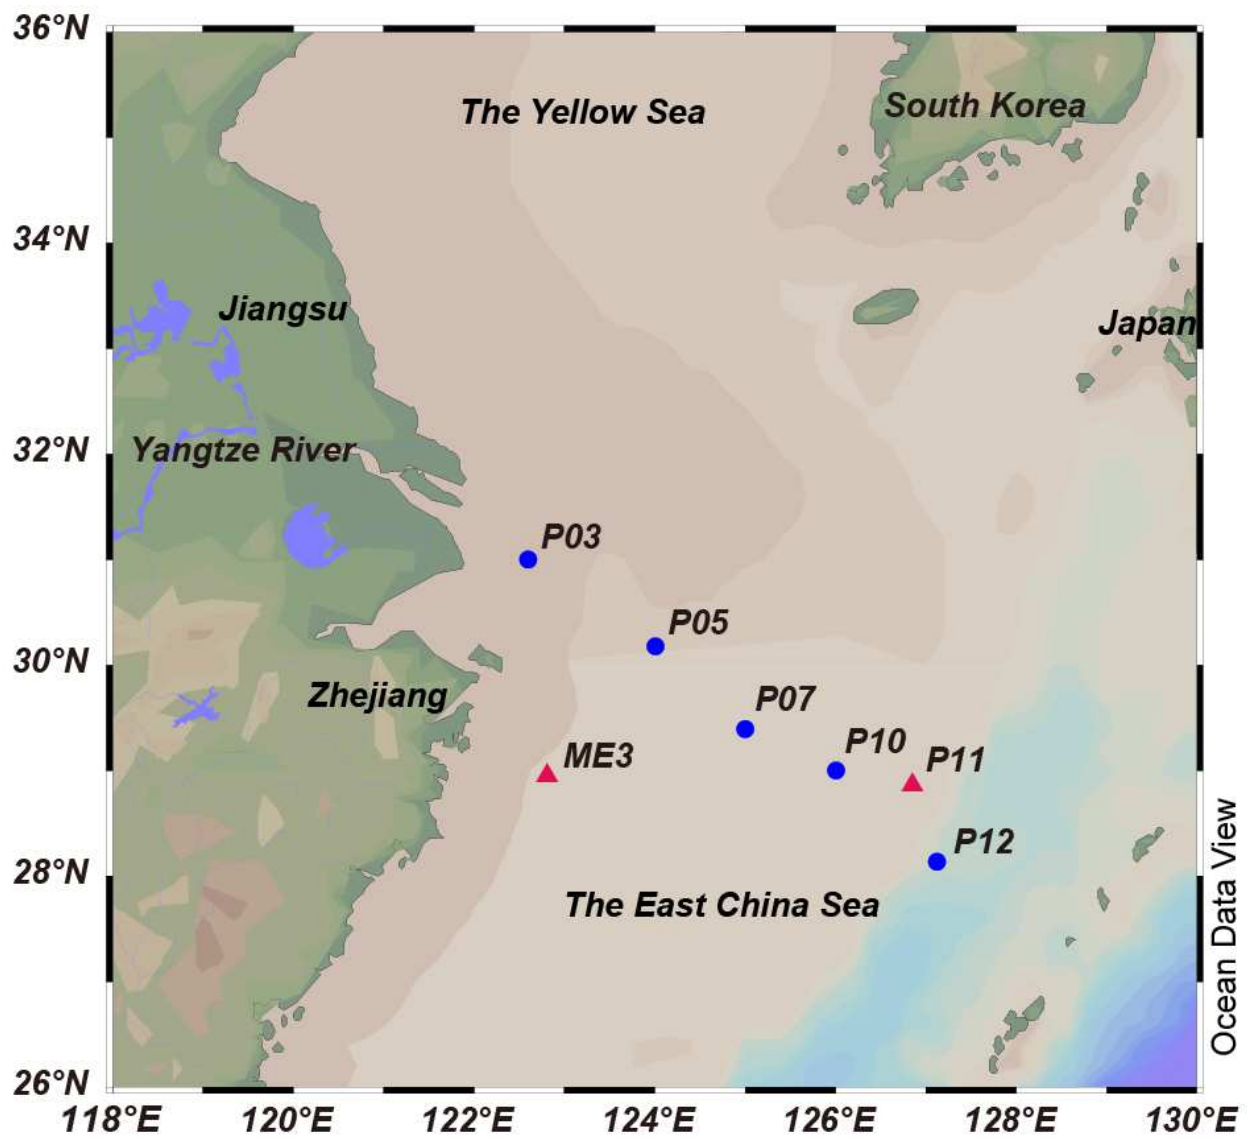 36°N
The Yellow Sea
South Korea
34°N
Jiangsu
Japan
32°N
Yangtze River
P03
P05
30°N
Zhejiang
P07
P10
ME3
P11
P12
28°N
The East China Sea
Ocean Data View
26°N
118°E 120°E 122°E 124°E 126°E 128°E 130°E